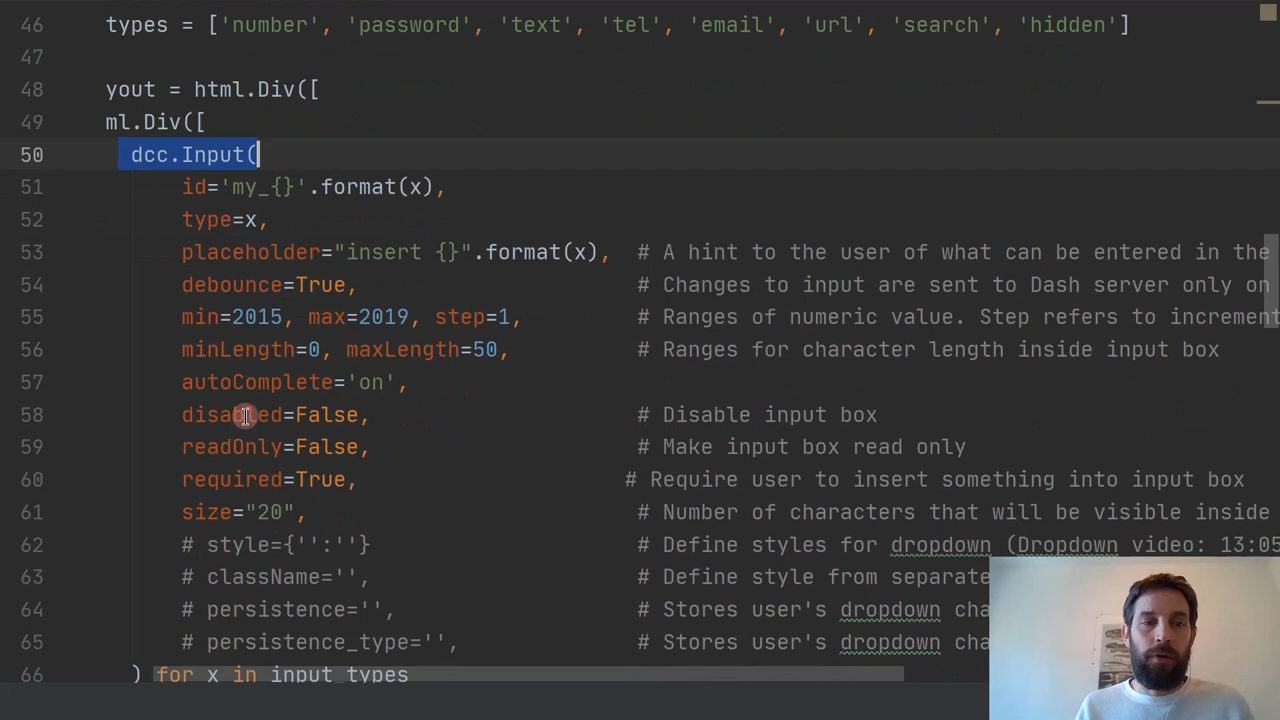 46 types = ['number', 'password', 'text', 'tel', 'email', 'url', 'search', 'hidden']
47
48 yout = html.Div([
49 ml.Div([
50 dcc.Input(
51 id='my_{}'.format(x),
52 type=x,
53 placeholder="insert {}".format(x), # A hint to the user of what can be entered in the
54 debounce=True, # Changes to input are sent to Dash server only on
55 min=2015, max=2019, step=1, # Ranges of numeric value. Step refers to increment
56 minLength=0, maxLength=50, # Ranges for character length inside input box
57 autoComplete='on',
58 disabled=False, # Disable input box
59 readOnly=False, # Make input box read only
60 required=True, # Require user to insert something into input box
61 size="20", # Number of characters that will be visible inside
62 # style={'':''} # Define styles for dropdown (Dropdown video: 13:05
63 # className='', # Define style from separate
64 # persistence='', # Stores user's dropdown cha
65 # persistence_type='', # Stores user's dropdown cha
66 ) for x in input_types